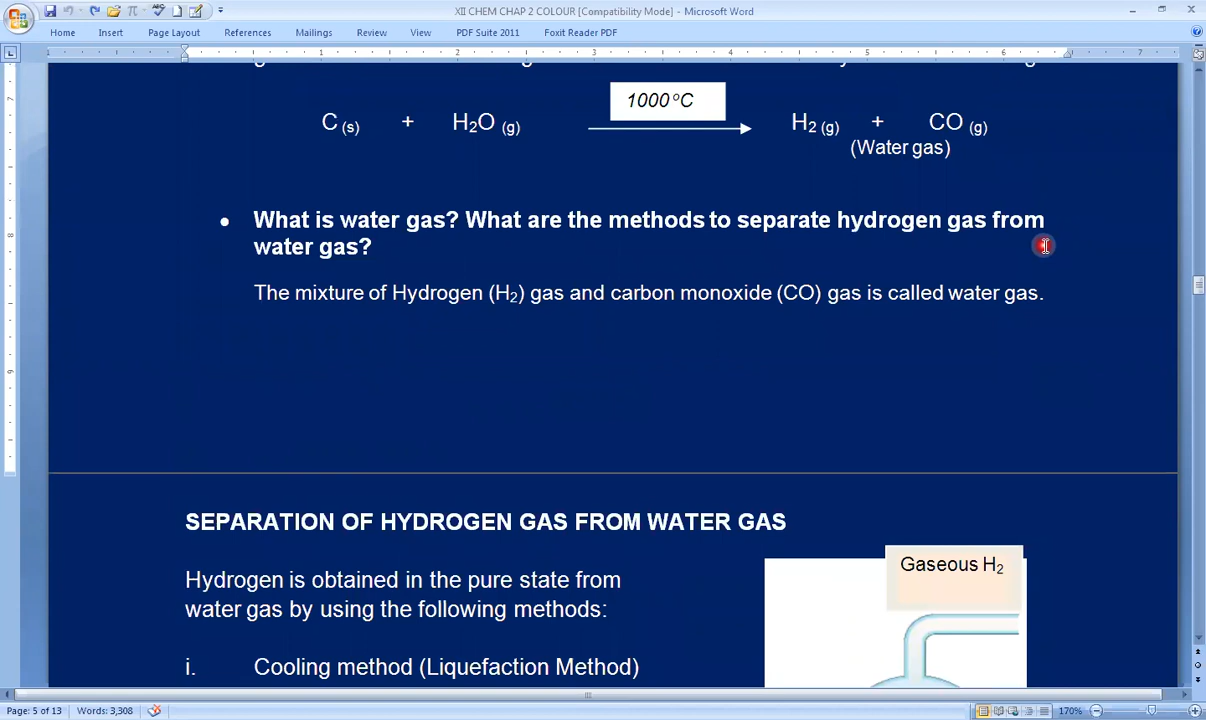 XII CHEM CHAP 2 COLOUR [Compatibility Mode] - Microsoft Word
Home Insert Page Layout References Mailings Review View PDF Suite 2011 Foxit Reader PDF
1000°C
C (s) + H₂O (g) H₂ (g) + CO (g)
(Water gas)
• What is water gas? What are the methods to separate hydrogen gas from
water gas?
The mixture of Hydrogen (H₂) gas and carbon monoxide (CO) gas is called water gas.
SEPARATION OF HYDROGEN GAS FROM WATER GAS
Gaseous H₂
Hydrogen is obtained in the pure state from
water gas by using the following methods:
i. Cooling method (Liquefaction Method)
Page: 5 of 13 Words: 3,308 170%